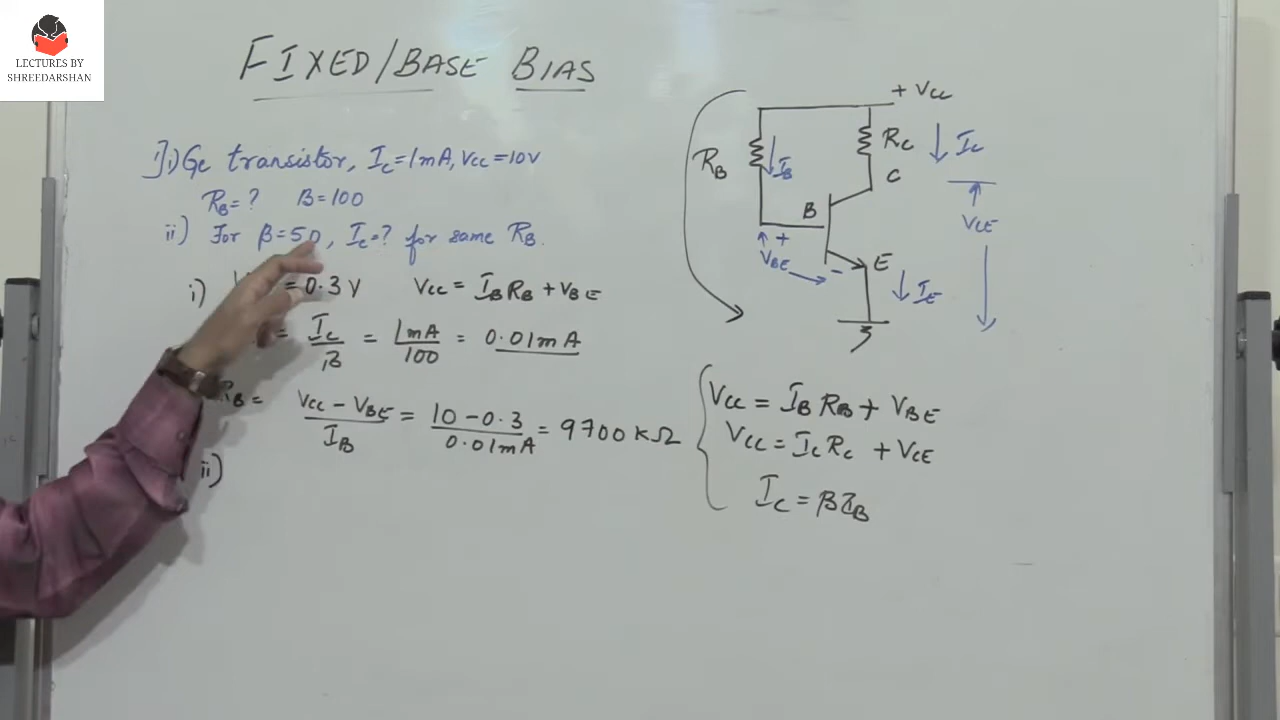 LECTURES BY
SHREEDARSHAN
FIXED/BASE BIAS
1) i) Ge transistor, IC = 1mA, VCC = 10V
RB = ? β = 100
ii) For β = 50, IC = ? for same RB.
i) V = 0.3 V VCC = IBRB + VBE
= IC/β = 1mA/100 = 0.01mA
RB = VCC - VBE/IB = 10 - 0.3/0.01mA = 9700 kΩ
ii)
+ VCC
RB
IB
RC
IC
C
B
VCE
+
VBE
-
E
IE
VCC = IB RB + VBE
VCC = IC RC + VCE
IC = βIB